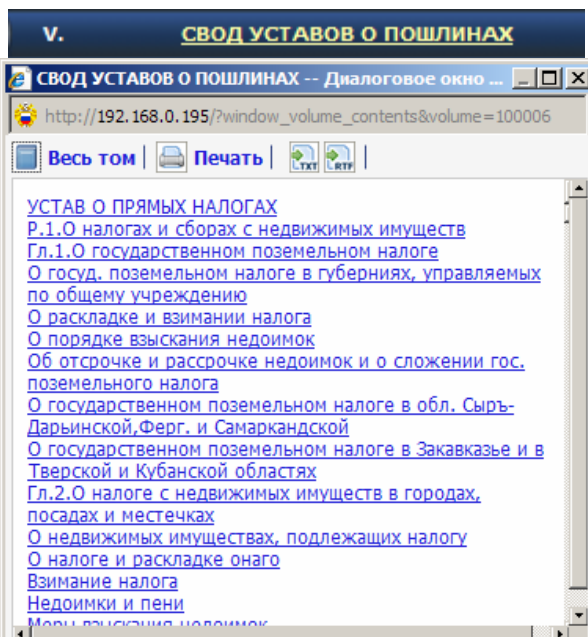 V. СВОД УСТАВОВ О ПОШЛИНАХ
СВОД УСТАВОВ О ПОШЛИНАХ -- Диалоговое окно ...
http://192.168.0.195/?window_volume_contents&volume=100006
Весь том | Печать | TXT RTF |
УСТАВ О ПРЯМЫХ НАЛОГАХ
Р.1.О налогах и сборах с недвижимых имуществ
Гл.1.О государственном поземельном налоге
О госуд. поземельном налоге в губерниях, управляемых
по общему учреждению
О раскладке и взимании налога
О порядке взыскания недоимок
Об отсрочке и рассрочке недоимок и о сложении гос.
поземельного налога
О государственном поземельном налоге в обл. Сыръ-
Дарьинской,Ферг. и Самаркандской
О государственном поземельном налоге в Закавказье и в
Тверской и Кубанской областях
Гл.2.О налоге с недвижимых имуществ в городах,
посадах и местечках
О недвижимых имуществах, подлежащих налогу
О налоге и раскладке онаго
Взимание налога
Недоимки и пени
Меры взыскания недоимок